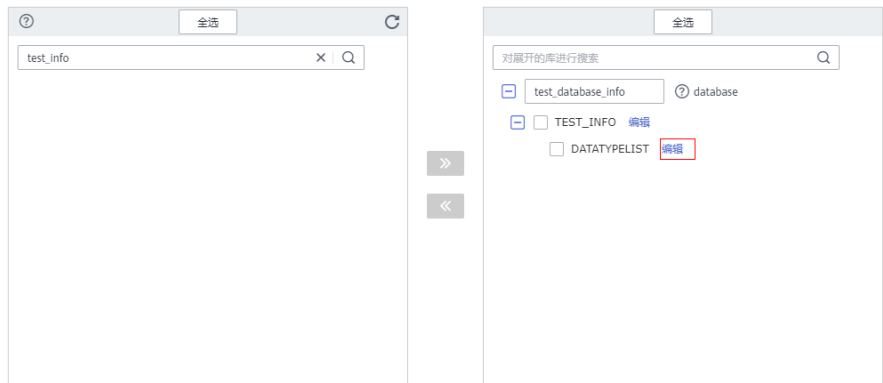 全选
test_info
全选
对展开的库进行搜索
test_database_info database
TEST_INFO 编辑
DATATYPELIST 编辑